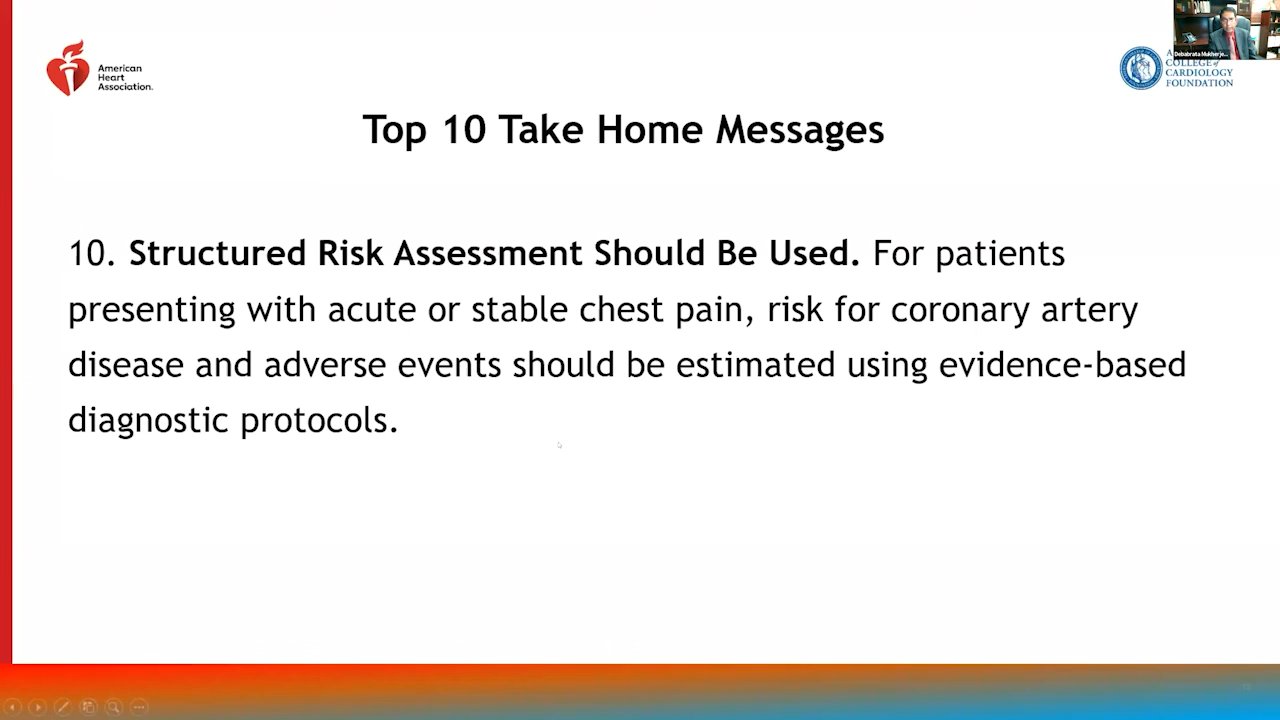 American
Heart
Association.
Debabrata Mukherje...
COLLEGE of
CARDIOLOGY
FOUNDATION
Top 10 Take Home Messages
10. Structured Risk Assessment Should Be Used. For patients
presenting with acute or stable chest pain, risk for coronary artery
disease and adverse events should be estimated using evidence-based
diagnostic protocols.